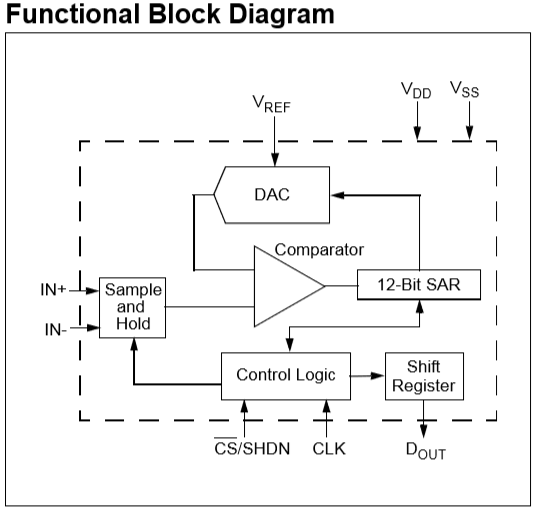 Functional Block Diagram
VDD VSS
VREF
DAC
Comparator
IN+
Sample
and
Hold
12-Bit SAR
IN-
Control Logic
Shift
Register
C̅S̅/SHDN CLK DOUT